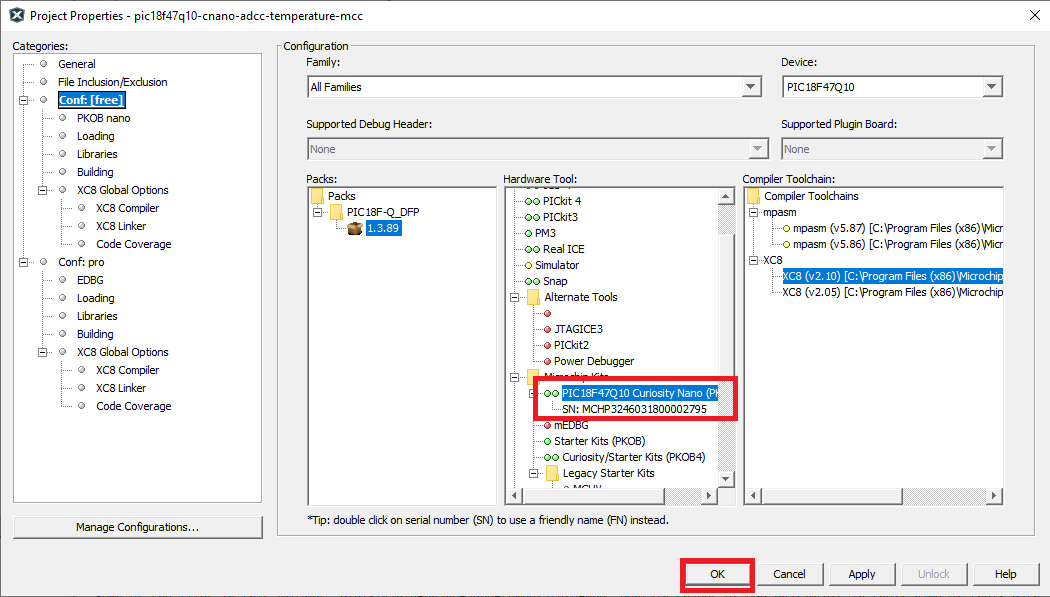 Project Properties - pic18f47q10-cnano-adcc-temperature-mcc
Categories:
General
File Inclusion/Exclusion
Conf: [free]
PKOB nano
Loading
Libraries
Building
XC8 Global Options
XC8 Compiler
XC8 Linker
Code Coverage
Conf: pro
EDBG
Loading
Libraries
Building
XC8 Global Options
XC8 Compiler
XC8 Linker
Code Coverage
Manage Configurations...
Configuration
Family:
All Families
Device:
PIC18F47Q10
Supported Debug Header:
None
Supported Plugin Board:
None
Packs:
Packs
PIC18F-Q_DFP
1.3.89
Hardware Tool:
PICkit 4
PICkit3
PM3
Real ICE
Simulator
Snap
Alternate Tools
JTAGICE3
PICkit2
Power Debugger
Microchip Kits
PIC18F47Q10 Curiosity Nano (P
SN: MCHP3246031800002795
mEDBG
Starter Kits (PKOB)
Curiosity/Starter Kits (PKOB4)
Legacy Starter Kits
Compiler Toolchain:
Compiler Toolchains
mpasm
mpasm (v5.87) [C:\Program Files (x86)\Micr
mpasm (v5.86) [C:\Program Files (x86)\Micr
XC8
XC8 (v2.10) [C:\Program Files (x86)\Microchip
XC8 (v2.05) [C:\Program Files (x86)\Microchip
*Tip: double click on serial number (SN) to use a friendly name (FN) instead.
OK
Cancel
Apply
Unlock
Help